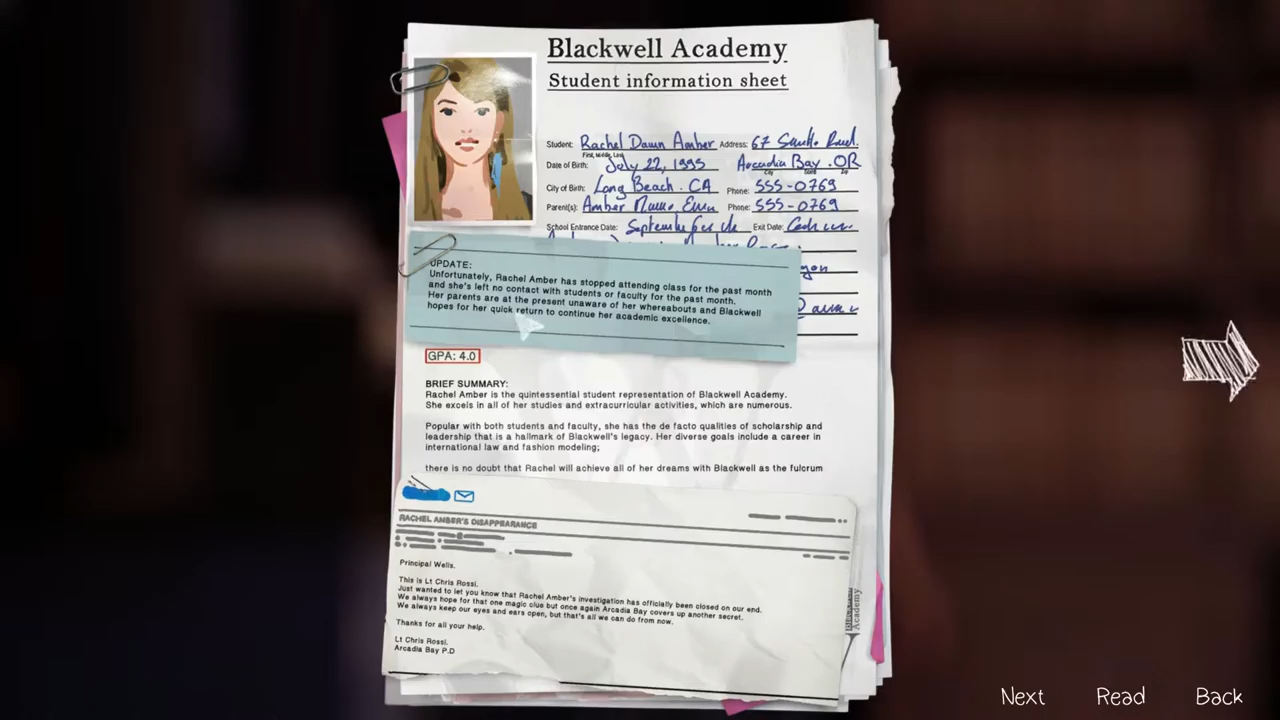 Blackwell Academy
Student information sheet
Student: Rachel Dawn Amber Address: 67
First, Middle, Last
Date of Birth: July 22, 1995 Arcadia Bay . OR
City State Zip
City of Birth: Long Beach . CA Phone: 555-0769
Parent(s): Amber Phone: 555-0769
School Entrance Date: Exit Date:
UPDATE:
Unfortunately, Rachel Amber has stopped attending class for the past month
and she's left no contact with students or faculty for the past month.
Her parents are at the present unaware of her whereabouts and Blackwell
hopes for her quick return to continue her academic excellence.
GPA: 4.0
BRIEF SUMMARY:
Rachel Amber is the quintessential student representation of Blackwell Academy.
She excels in all of her studies and extracurricular activities, which are numerous.
Popular with both students and faculty, she has the de facto qualities of scholarship and
leadership that is a hallmark of Blackwell's legacy. Her diverse goals include a career in
international law and fashion modeling;
there is no doubt that Rachel will achieve all of her dreams with Blackwell as the fulcrum
RACHEL AMBER'S DISAPPEARANCE
Principal Wells.
This is Lt Chris Rossi.
Just wanted to let you know that Rachel Amber's investigation has officially been closed on our end.
We always hope for that one magic clue but once again Arcadia Bay covers up another secret.
We always keep our eyes and ears open, but that's all we can do from now.
Thanks for all your help.
Lt Chris Rossi.
Arcadia Bay P.D
Blackwell
Academy
Next Read Back